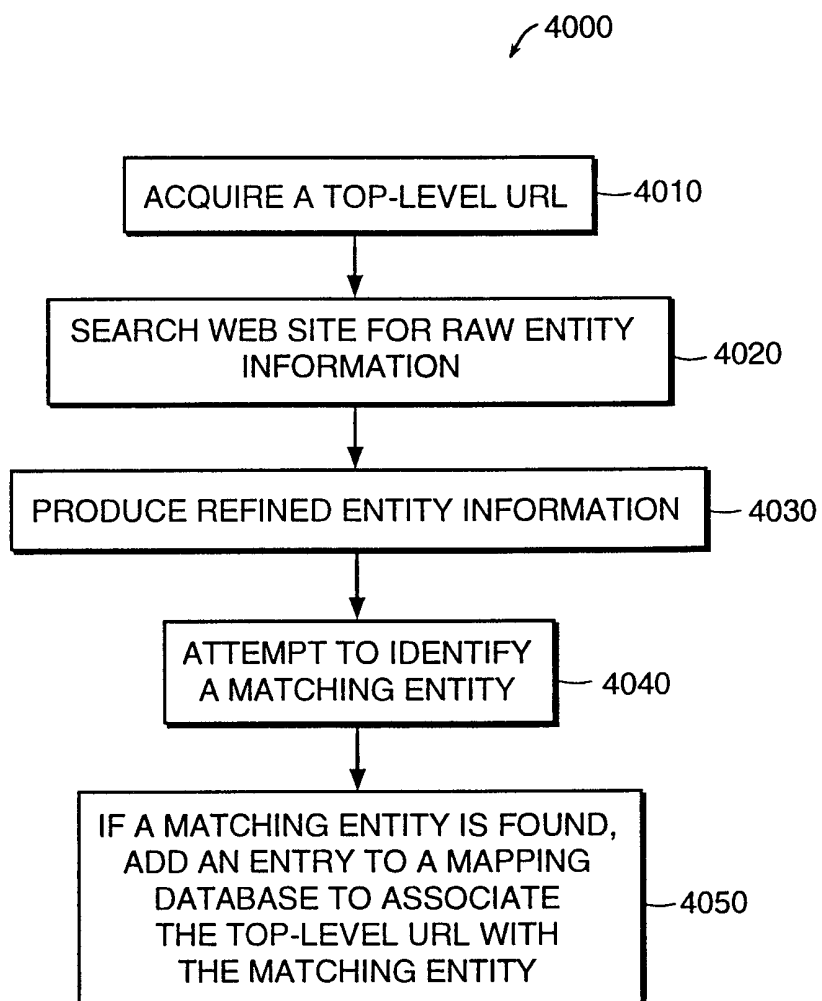 4000
ACQUIRE A TOP-LEVEL URL
4010
SEARCH WEB SITE FOR RAW ENTITY
INFORMATION
4020
PRODUCE REFINED ENTITY INFORMATION
4030
ATTEMPT TO IDENTIFY
A MATCHING ENTITY
4040
IF A MATCHING ENTITY IS FOUND,
ADD AN ENTRY TO A MAPPING
DATABASE TO ASSOCIATE
THE TOP-LEVEL URL WITH
THE MATCHING ENTITY
4050